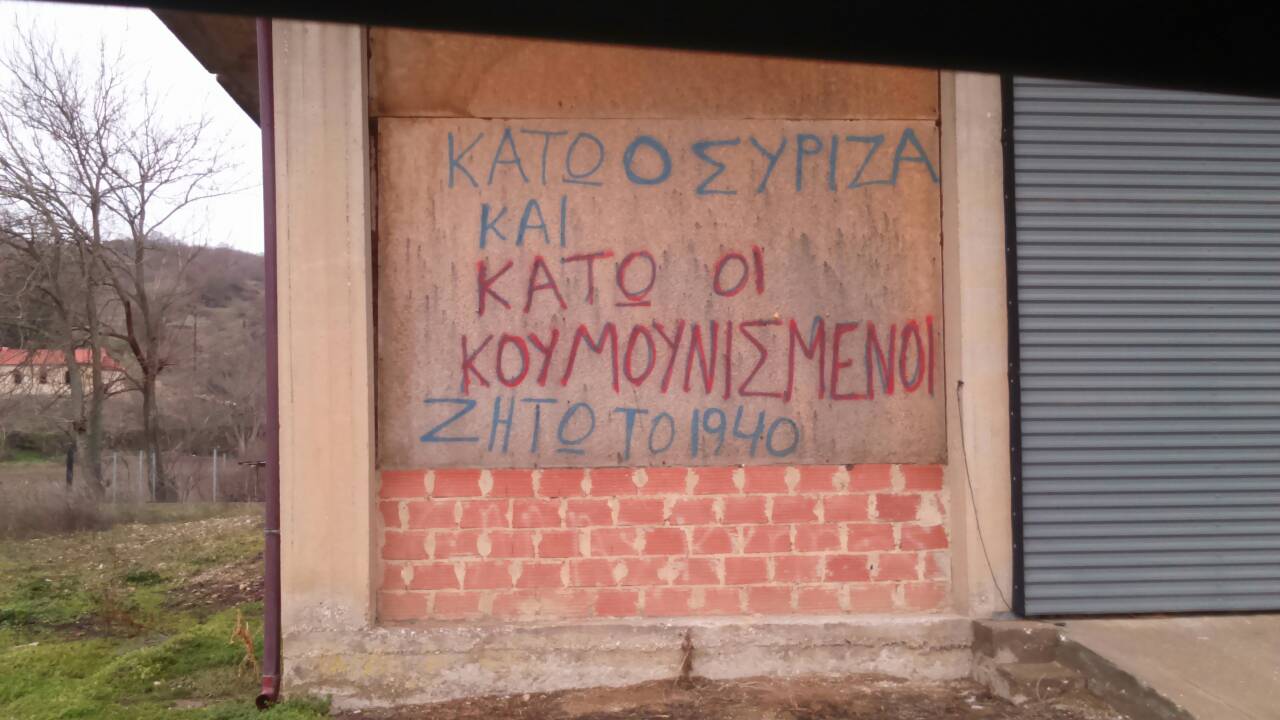 ΚΑΤΩ Ο ΣΥΡΙΖΑ
ΚΑΙ
ΚΑΤΩ ΟΙ
ΚΟΥΜΟΥΝΙΣΜΕΝΟΙ
ΖΗΤΩ ΤΟ 1940